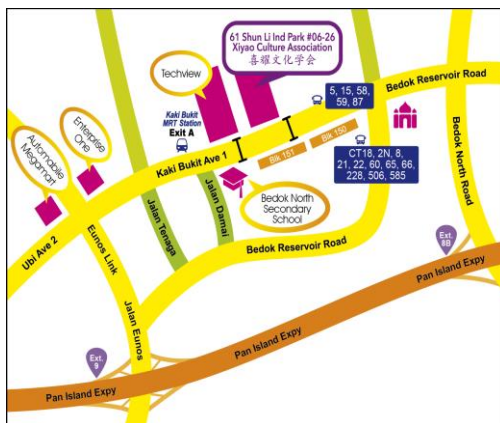 61 Shun Li Ind Park #06-26
Xiyao Culture Association
喜耀文化学会
Techview
Kaki Bukit
MRT Station
Exit A
5, 15, 58,
59, 87
Bedok Reservoir Road
Enterprise
One
Automobile
Megamart
Kaki Bukit Ave 1
Blk 151
Blk 150
CT18, 2N, 8,
21, 22, 60, 65, 66,
228, 506, 585
Bedok North Road
Jalan Tenaga
Jalan Damai
Bedok North
Secondary
School
Ubi Ave 2
Eunos Link
Bedok Reservoir Road
Ext.
8B
Jalan Eunos
Pan Island Expy
Pan Island Expy
Ext.
9
Pan Island Expy